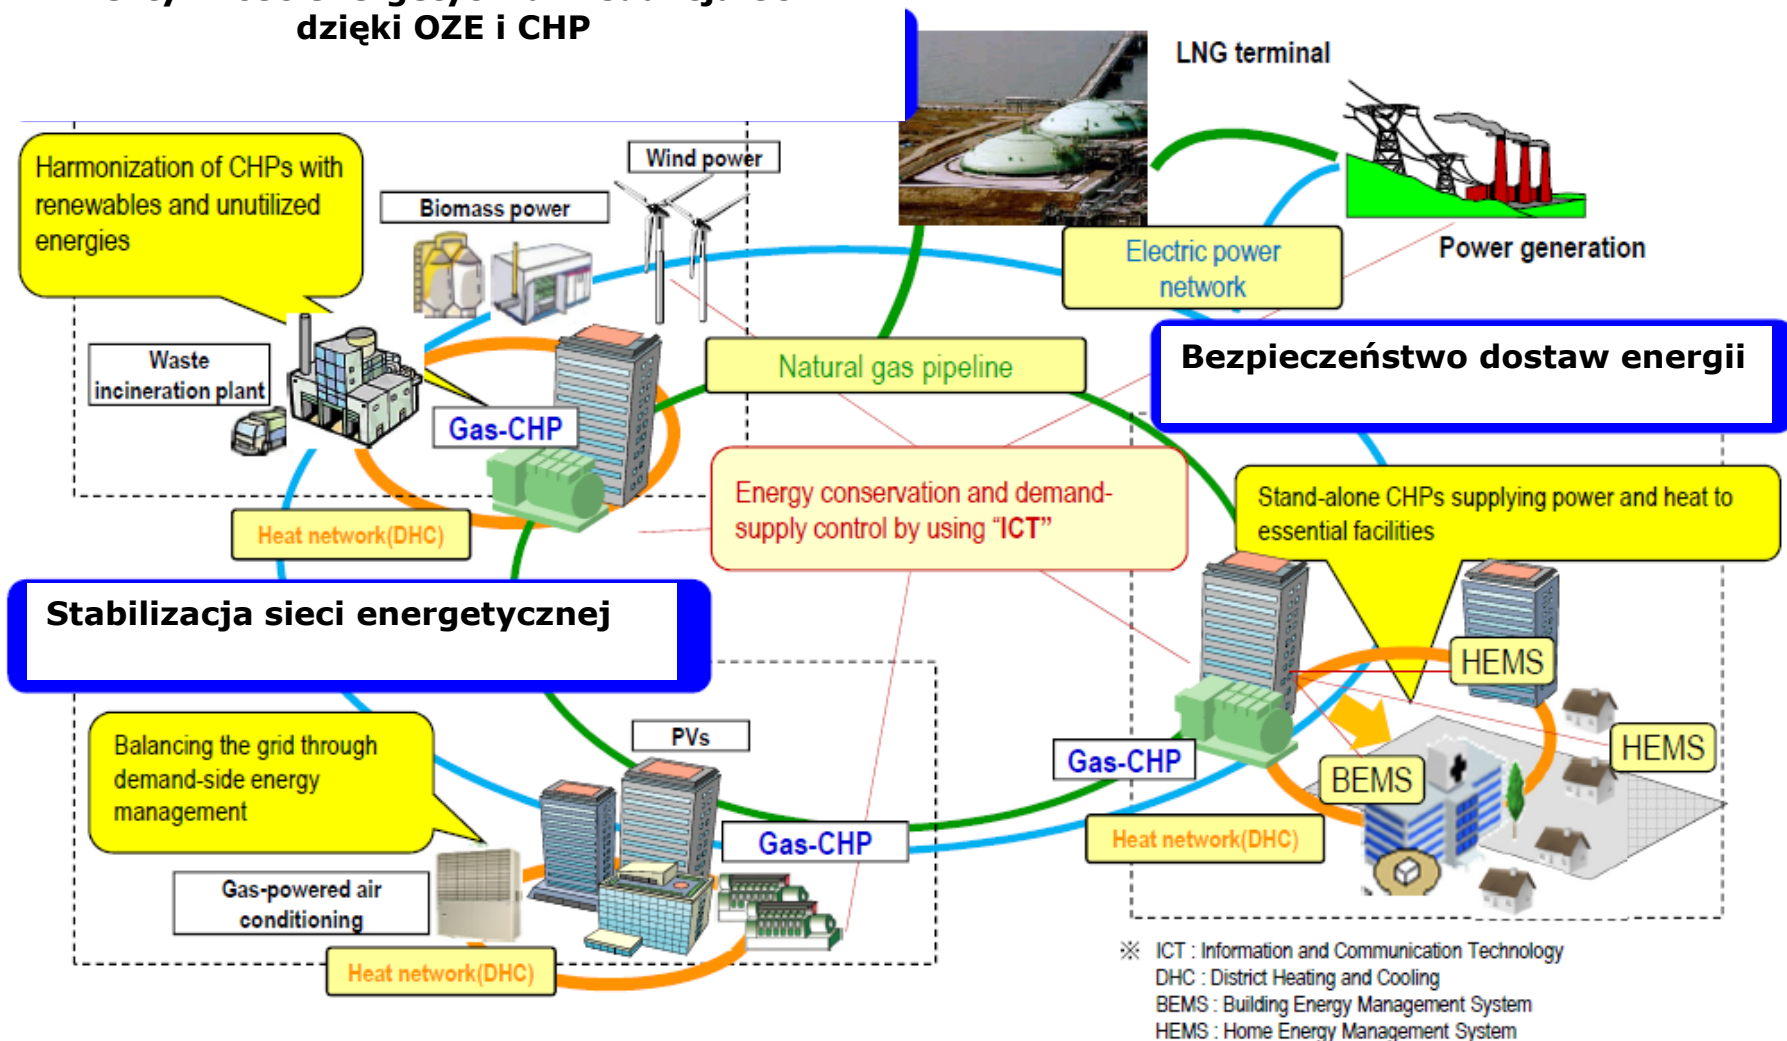 dzięki OZE i CHP
LNG terminal
Harmonization of CHPs with
renewables and unutilized
energies
Wind power
Biomass power
Electric power
network
Power generation
Waste
incineration plant
Natural gas pipeline
Bezpieczeństwo dostaw energii
Gas-CHP
Energy conservation and demand-
supply control by using “ICT”
Stand-alone CHPs supplying power and heat to
essential facilities
Heat network(DHC)
Stabilizacja sieci energetycznej
HEMS
Balancing the grid through
demand-side energy
management
PVs
HEMS
Gas-CHP
BEMS
Gas-CHP
Heat network(DHC)
Gas-powered air
conditioning
Heat network(DHC)
※ ICT : Information and Communication Technology
DHC : District Heating and Cooling
BEMS : Building Energy Management System
HEMS : Home Energy Management System